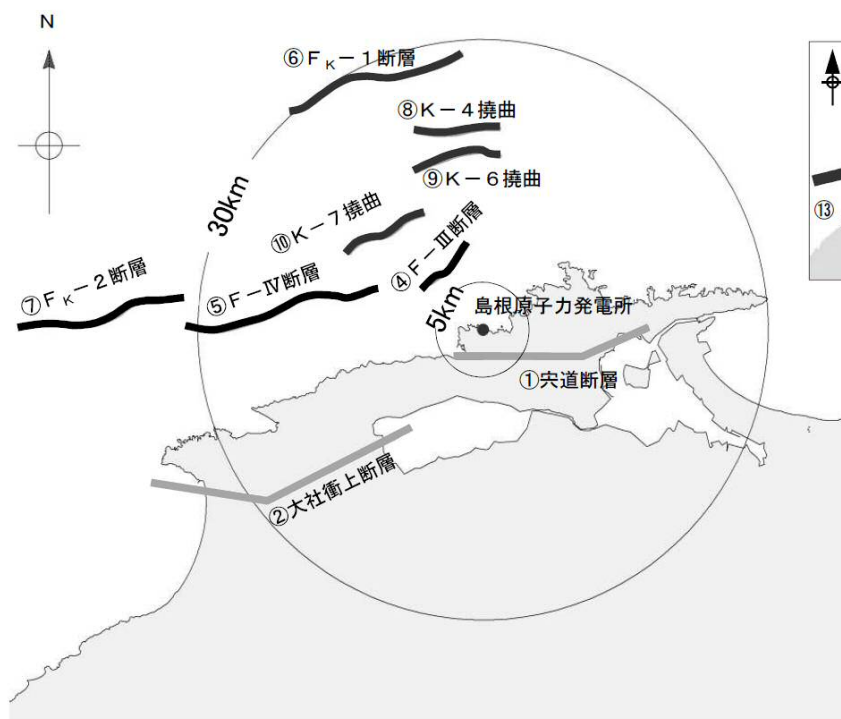 N
⑥FK－1断層
⑧K－4撓曲
⑨K－6撓曲
30km
⑩K－7撓曲
④F－Ⅲ断層
⑦FK－2断層
⑤F－Ⅳ断層
5km
島根原子力発電所
①宍道断層
②大社衝上断層
⑬